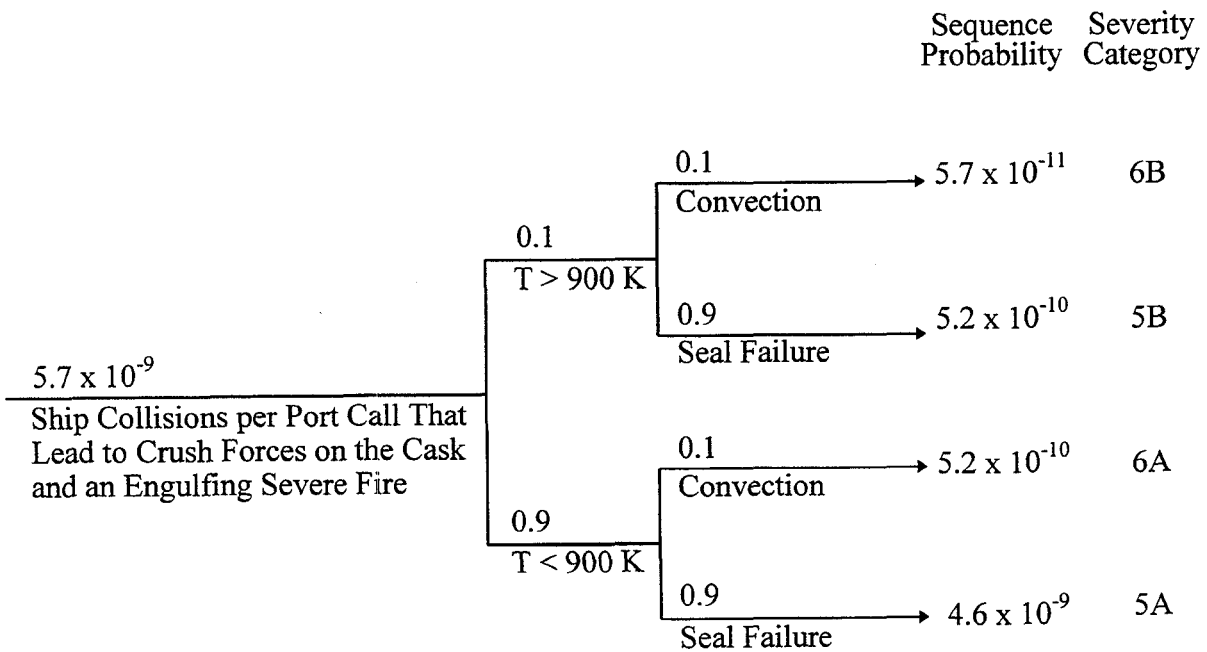 Sequence Probability
Severity Category
0.1
Convection
5.7 x 10^-11
6B
0.1
T > 900 K
0.9
Seal Failure
5.2 x 10^-10
5B
5.7 x 10^-9
Ship Collisions per Port Call That
Lead to Crush Forces on the Cask
and an Engulfing Severe Fire
0.1
Convection
5.2 x 10^-10
6A
0.9
T < 900 K
0.9
Seal Failure
4.6 x 10^-9
5A